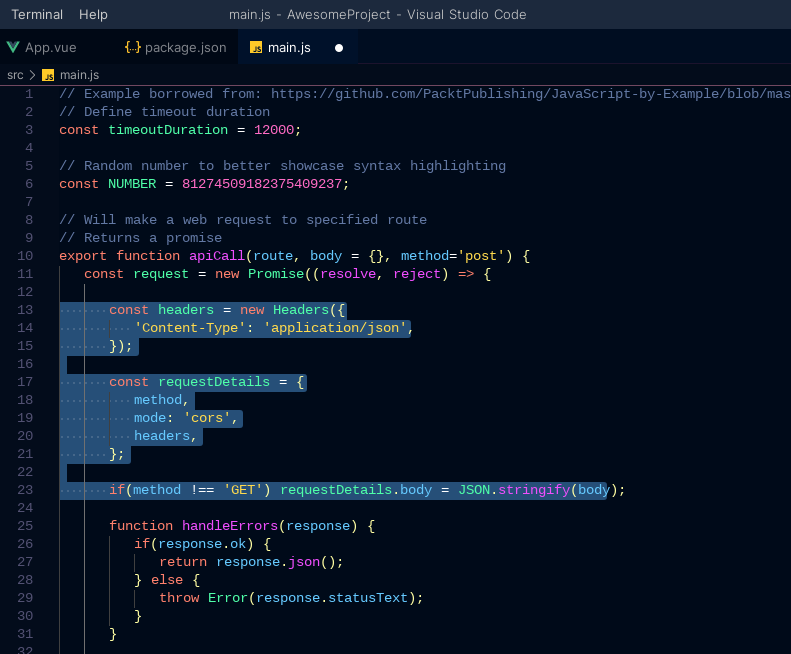 Terminal Help main.js - AwesomeProject - Visual Studio Code
App.vue {..} package.json JS main.js
src > JS main.js
1 // Example borrowed from: https://github.com/PacktPublishing/JavaScript-by-Example/blob/mas
2 // Define timeout duration
3 const timeoutDuration = 12000;
4
5 // Random number to better showcase syntax highlighting
6 const NUMBER = 81274509182375409237;
7
8 // Will make a web request to specified route
9 // Returns a promise
10 export function apiCall(route, body = {}, method='post') {
11 const request = new Promise((resolve, reject) => {
12
13 const headers = new Headers({
14 'Content-Type': 'application/json',
15 });
16
17 const requestDetails = {
18 method,
19 mode: 'cors',
20 headers,
21 };
22
23 if(method !== 'GET') requestDetails.body = JSON.stringify(body);
24
25 function handleErrors(response) {
26 if(response.ok) {
27 return response.json();
28 } else {
29 throw Error(response.statusText);
30 }
31 }
32